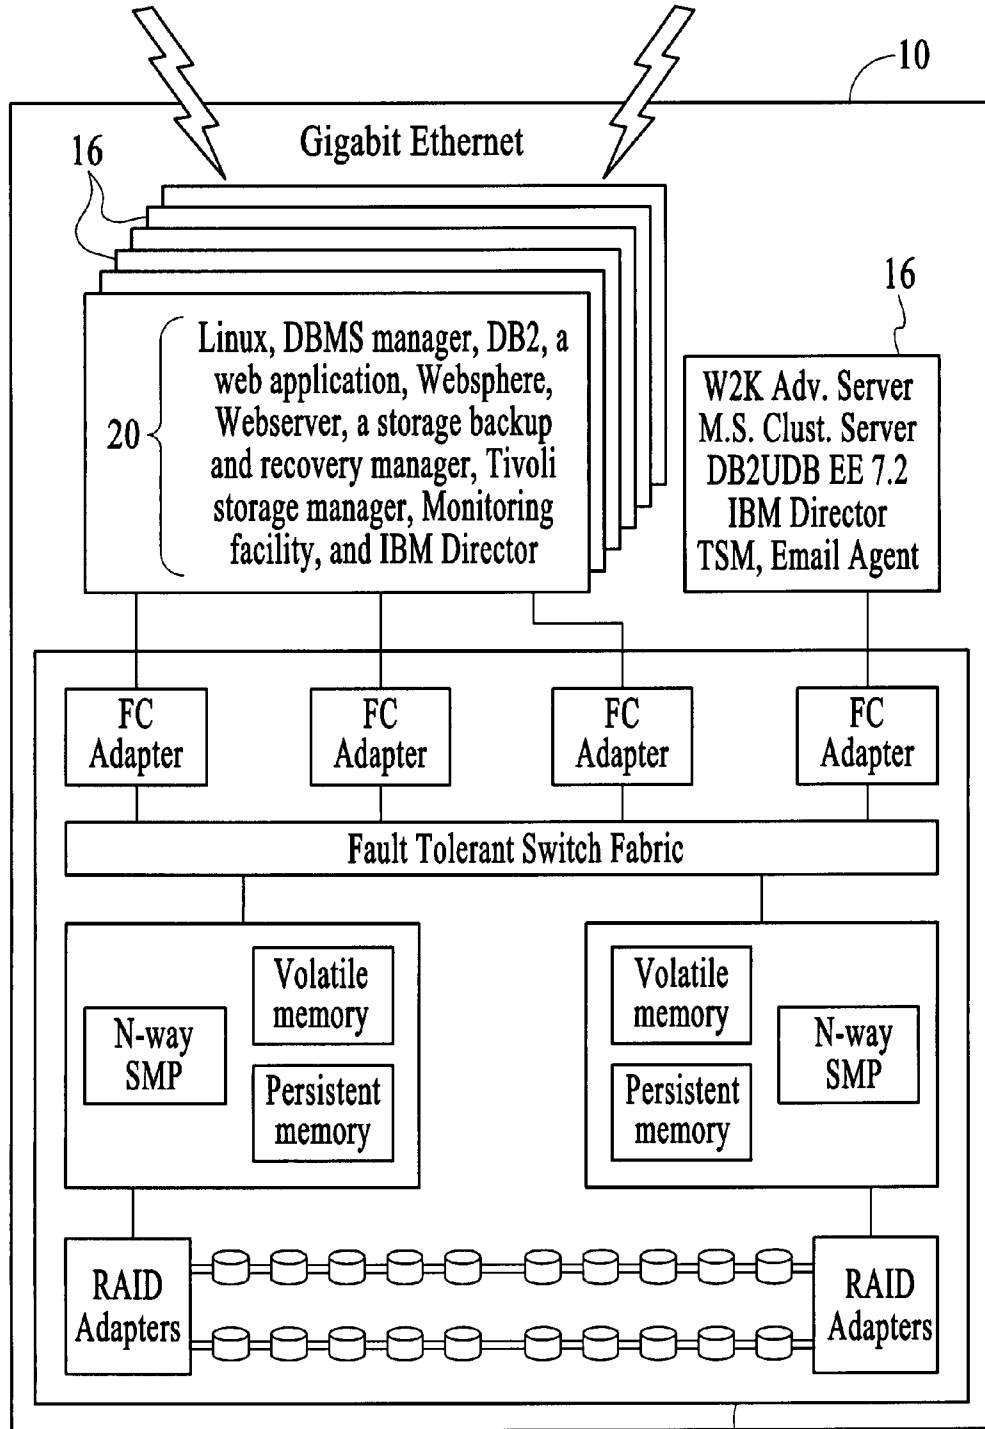 10
Gigabit Ethernet
16
16
16
20
Linux, DBMS manager, DB2, a
web application, Websphere,
Webserver, a storage backup
and recovery manager, Tivoli
storage manager, Monitoring
facility, and IBM Director
W2K Adv. Server
M.S. Clust. Server
DB2UDB EE 7.2
IBM Director
TSM, Email Agent
FC
Adapter
FC
Adapter
FC
Adapter
FC
Adapter
Fault Tolerant Switch Fabric
N-way
SMP
Volatile
memory
Persistent
memory
Volatile
memory
Persistent
memory
N-way
SMP
RAID
Adapters
RAID
Adapters